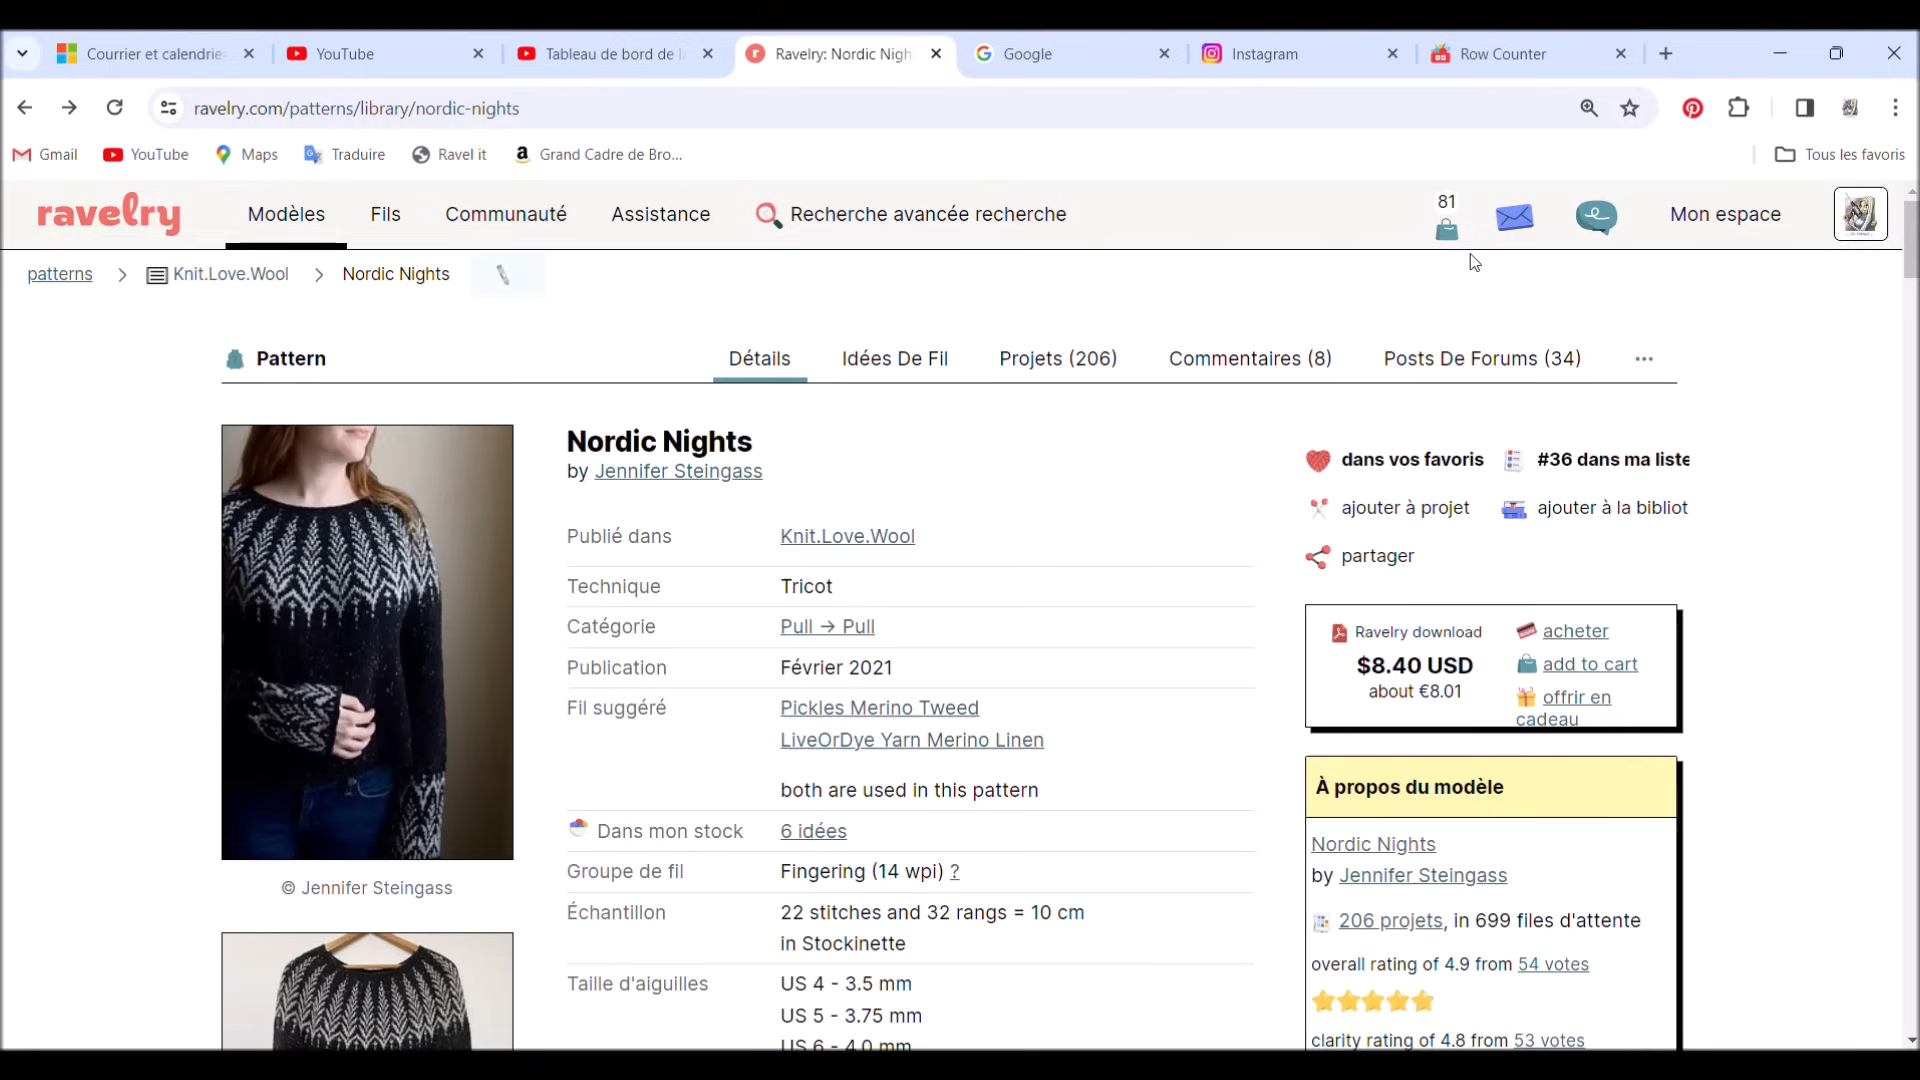 Courrier et calendrie
YouTube
Tableau de bord de l
Ravelry: Nordic Nigh
Google
Instagram
Row Counter
ravelry.com/patterns/library/nordic-nights
Gmail
YouTube
Maps
Traduire
Ravel it
Grand Cadre de Bro...
Tous les favoris
ravelry
Modèles
Fils
Communauté
Assistance
Recherche avancée recherche
81
Mon espace
patterns
Knit.Love.Wool
Nordic Nights
Pattern
Détails
Idées De Fil
Projets (206)
Commentaires (8)
Posts De Forums (34)
Nordic Nights
by Jennifer Steingass
Publié dans Knit.Love.Wool
Technique Tricot
Catégorie Pull → Pull
Publication Février 2021
Fil suggéré Pickles Merino Tweed
LiveOrDye Yarn Merino Linen
both are used in this pattern
Dans mon stock 6 idées
Groupe de fil Fingering (14 wpi) ?
Échantillon 22 stitches and 32 rangs = 10 cm
in Stockinette
Taille d'aiguilles US 4 - 3.5 mm
US 5 - 3.75 mm
US 6 - 4.0 mm
© Jennifer Steingass
dans vos favoris
#36 dans ma liste
ajouter à projet
ajouter à la bibliot
partager
Ravelry download
$8.40 USD
about €8.01
acheter
add to cart
offrir en
cadeau
À propos du modèle
Nordic Nights
by Jennifer Steingass
206 projets, in 699 files d'attente
overall rating of 4.9 from 54 votes
clarity rating of 4.8 from 53 votes